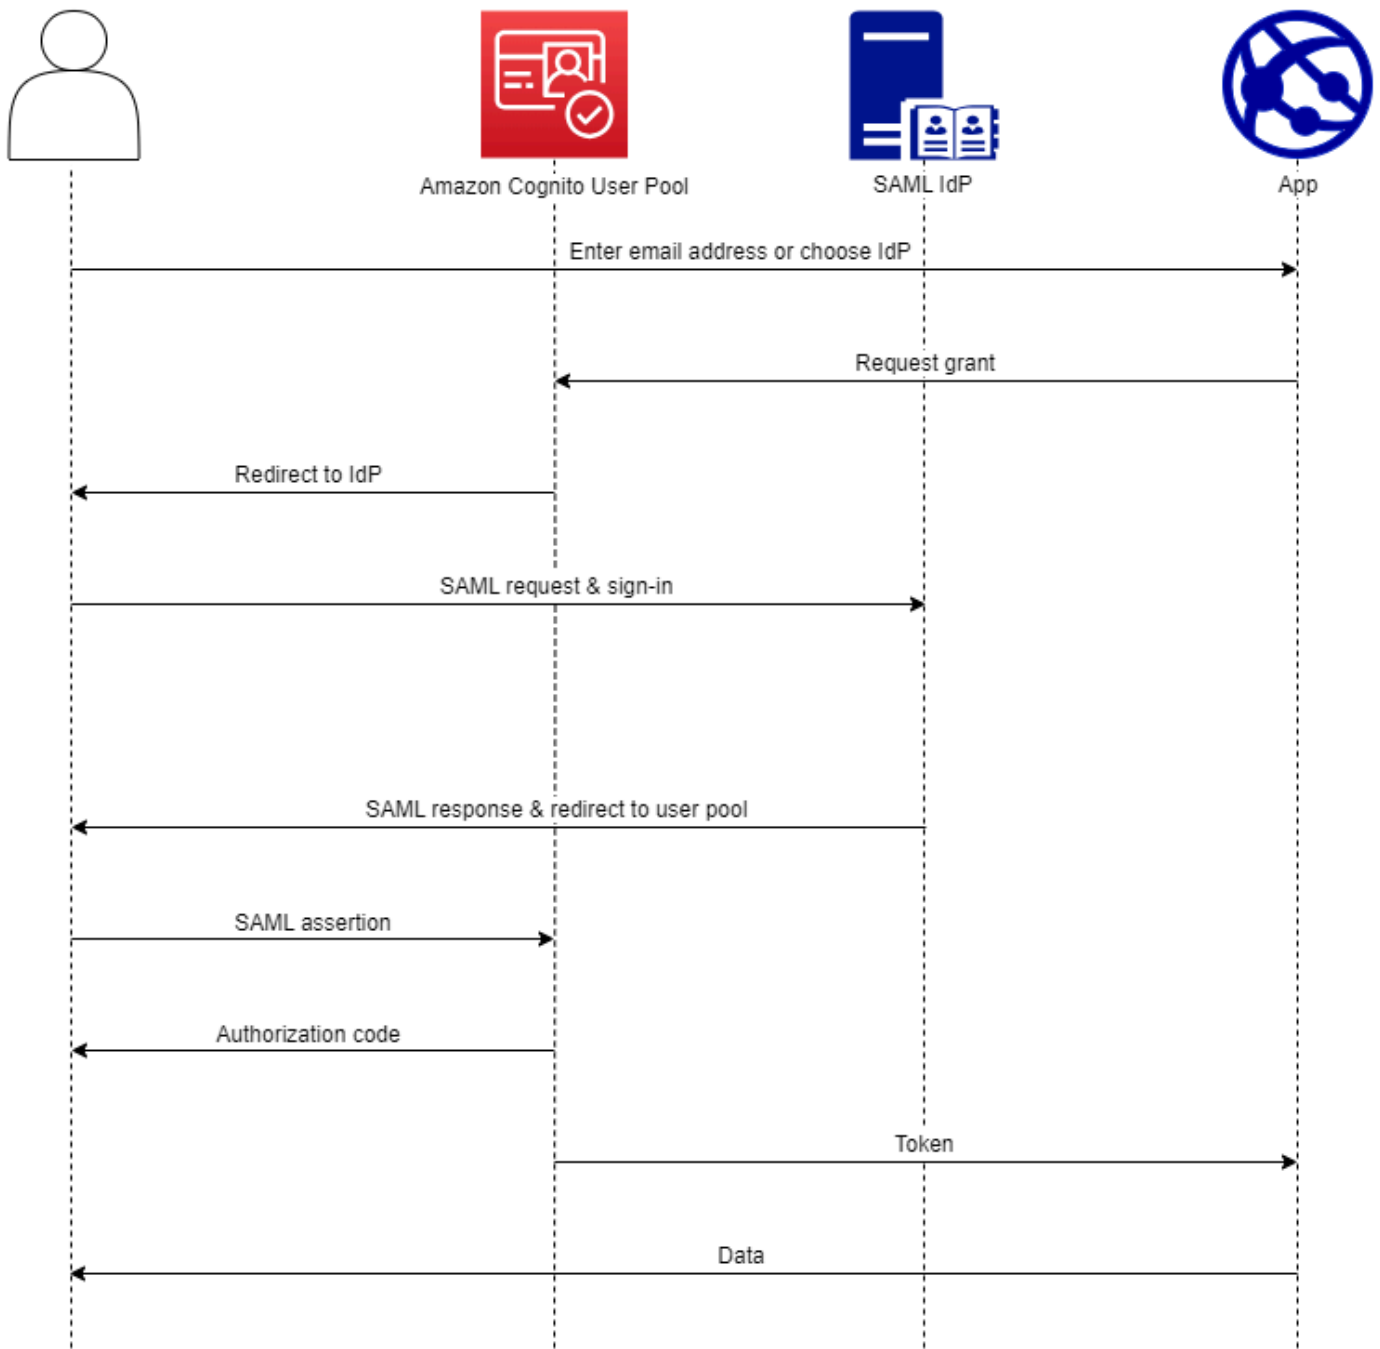 Amazon Cognito User Pool
SAML IdP
App
Enter email address or choose IdP
Request grant
Redirect to IdP
SAML request & sign-in
SAML response & redirect to user pool
SAML assertion
Authorization code
Token
Data